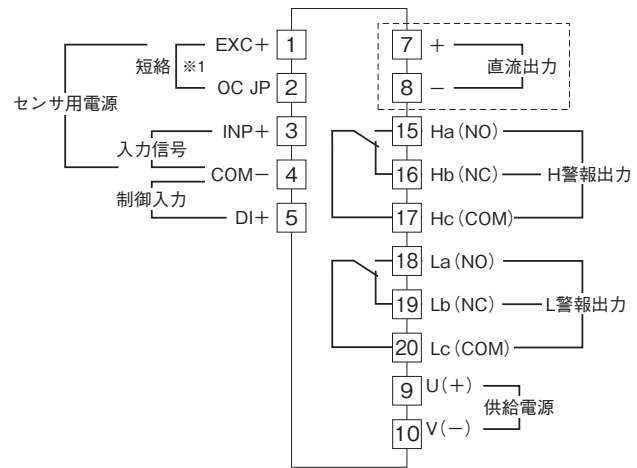 EXC+ 1
短絡 ※1
OC JP 2
センサ用電源
INP+ 3
入力信号
COM− 4
制御入力
DI+ 5
7 +
直流出力
8 −
15 Ha(NO)
16 Hb(NC) H警報出力
17 Hc(COM)
18 La(NO)
19 Lb(NC) L警報出力
20 Lc(COM)
9 U(+)
供給電源
10 V(−)